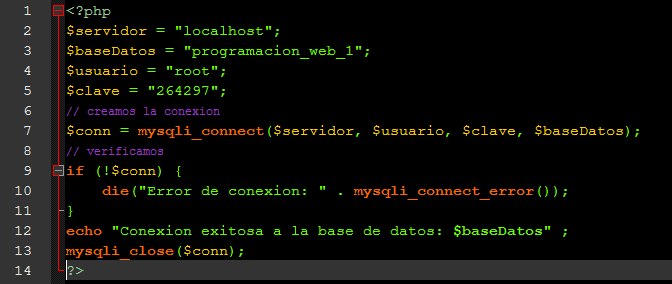 1 <?php
2 $servidor = "localhost";
3 $baseDatos = "programacion_web_1";
4 $usuario = "root";
5 $clave = "264297";
6 // creamos la conexion
7 $conn = mysqli_connect($servidor, $usuario, $clave, $baseDatos);
8 // verificamos
9 if (!$conn) {
10     die("Error de conexion: " . mysqli_connect_error());
11 }
12 echo "Conexion exitosa a la base de datos: $baseDatos" ;
13 mysqli_close($conn);
14 ?>